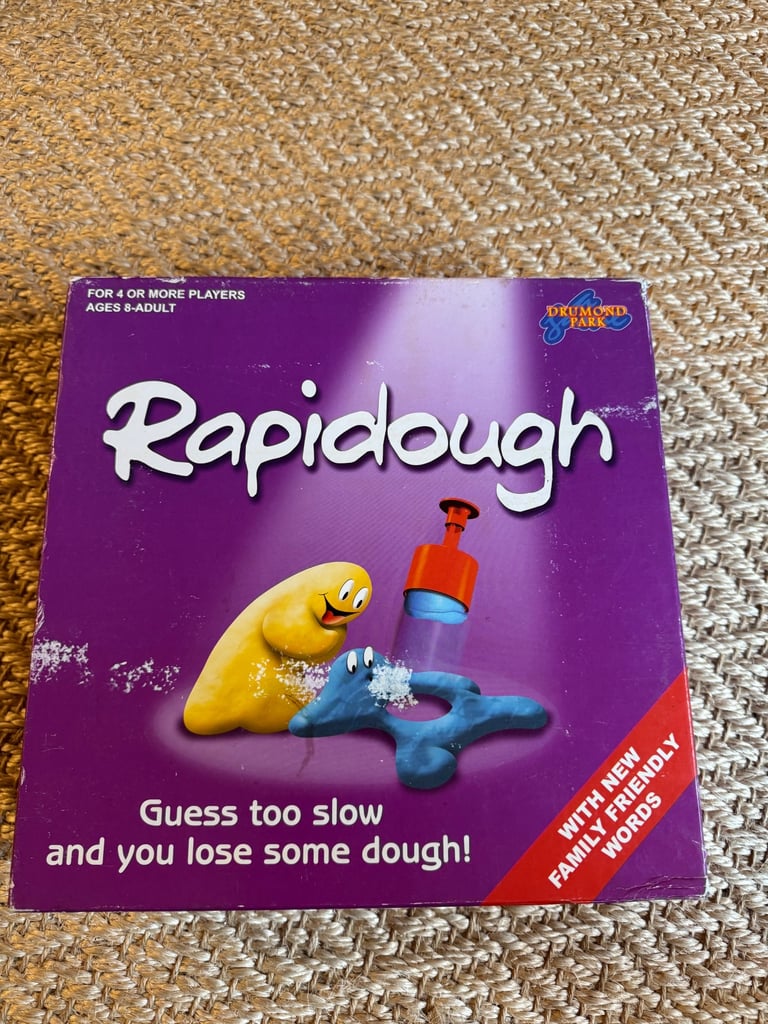 FOR 4 OR MORE PLAYERS
AGES 8-ADULT
DRUMOND
PARK
Rapidough
Guess too slow
and you lose some dough!
WITH NEW
FAMILY FRIENDLY
WORDS